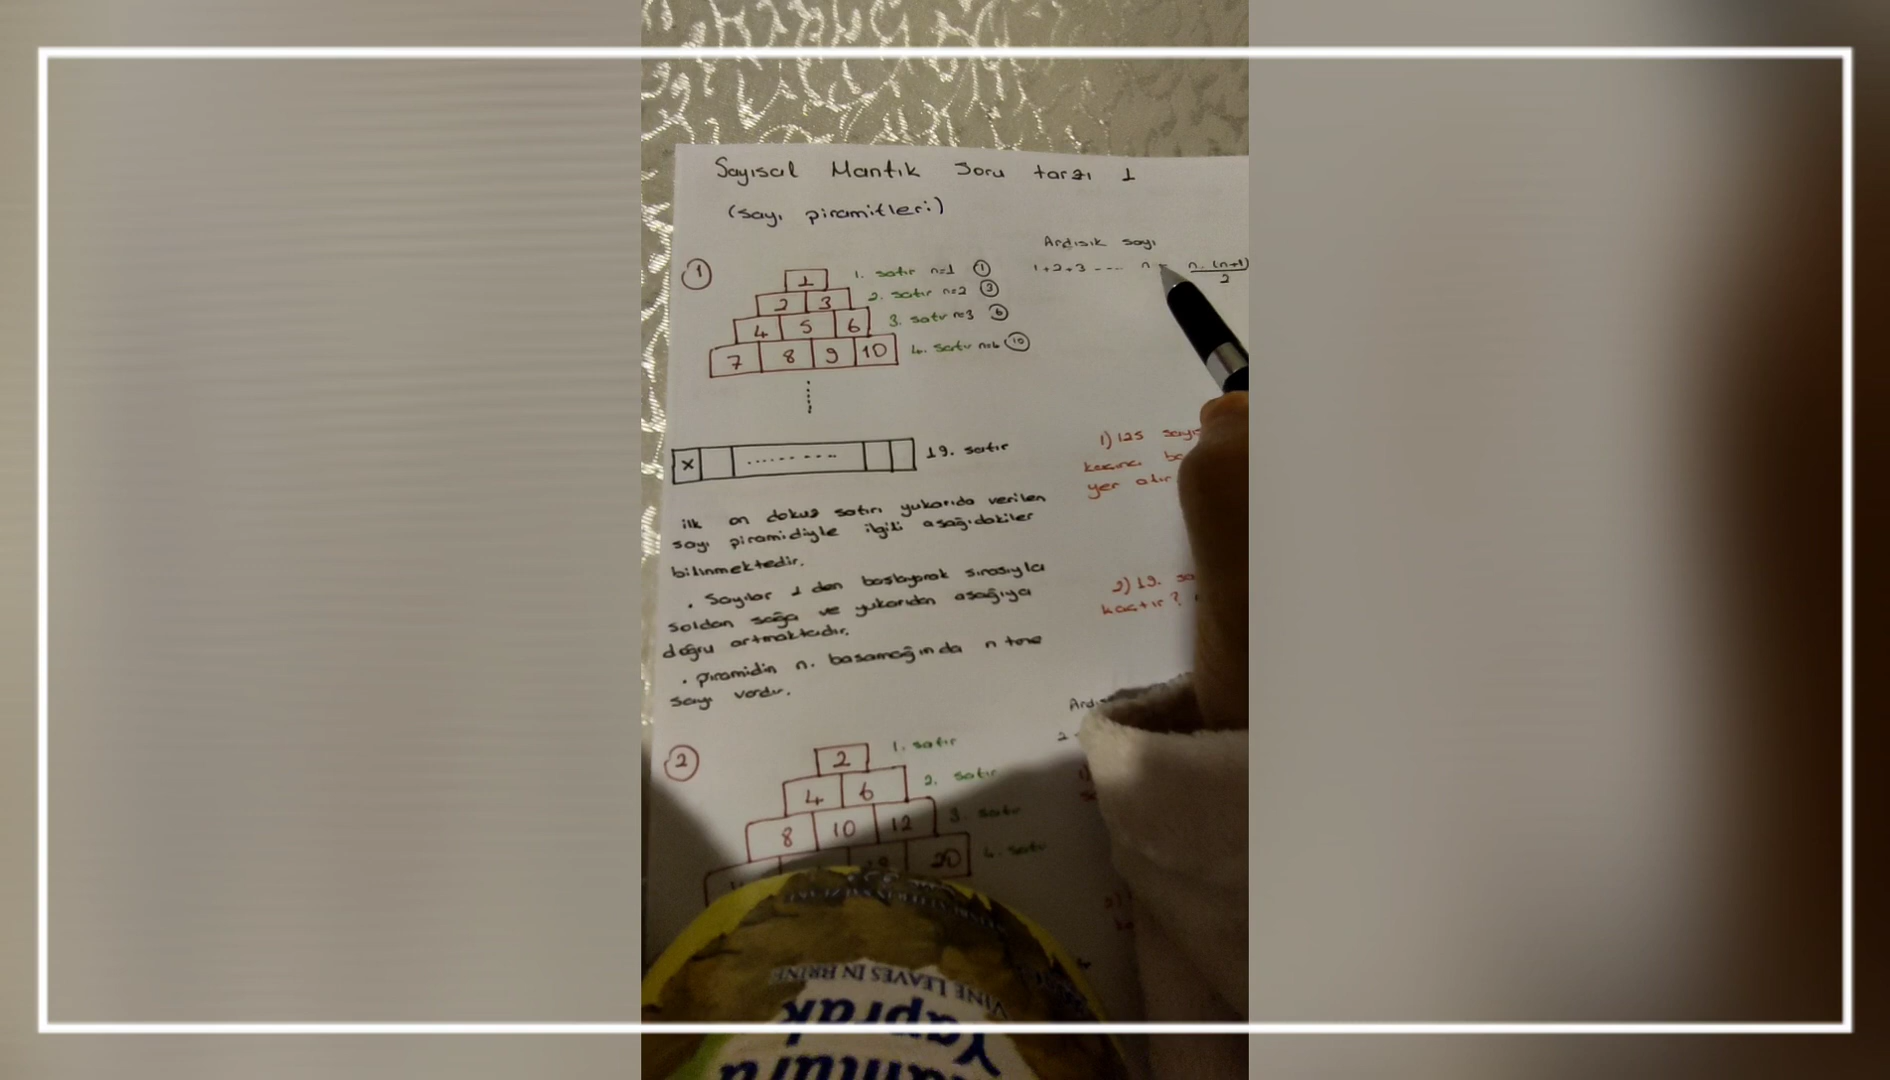 Sayısal Mantık Soru tarzı 1
(sayı piramitleri)
Ardışık sayı
1+2+3 ---- n = n.(n+1)
2
1
1
1. satır n=1 1
2 3
2. satır n=2 3
4 5 6
3. satır n=3 6
7 8 9 10
4. satır n=4 10
x ......... 19. satır
1) 125
kaçıncı
yer alır
ilk on dokuz satırı yukarıda verilen
sayı piramidiyle ilgili aşağıdakiler
bilinmektedir.
. Sayılar 1 den başlayarak sırasıyla
soldan sağa ve yukarıdan aşağıya
doğru artmaktadır.
2) 19.
kaçtır?
. piramidin n. basamağında n tane
sayı vardır.
2
2
1. satır
4 6
2. satır
8 10 12
3. satır
20
4. satır
VINE LEAVES IN BRINE
Yaprak